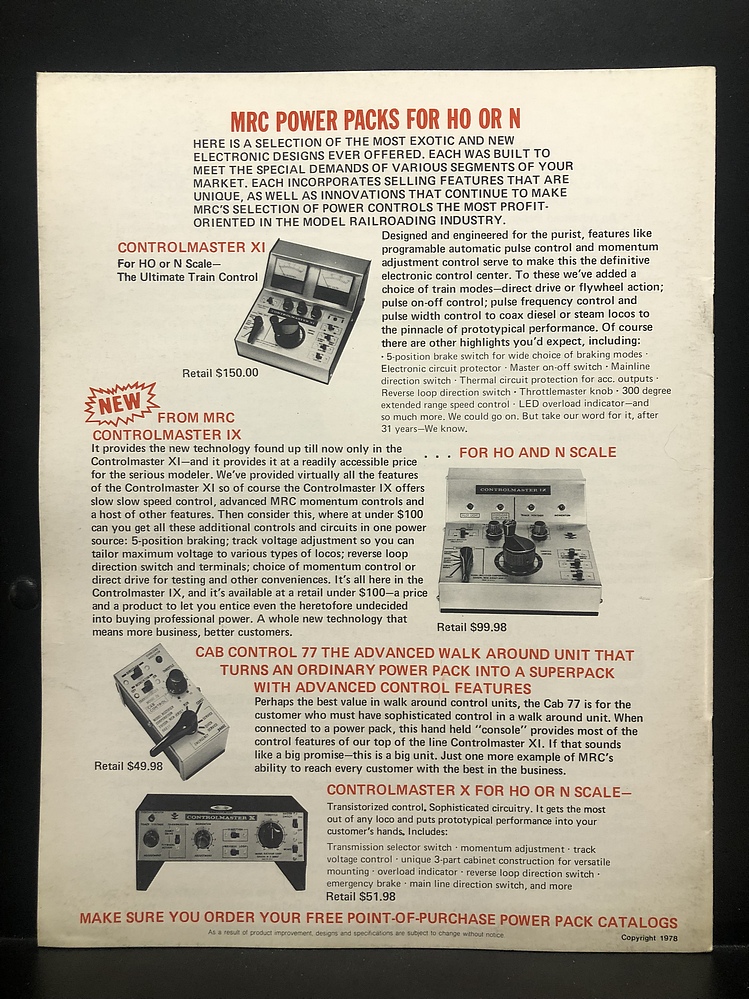 MRC POWER PACKS FOR HO OR N
HERE IS A SELECTION OF THE MOST EXOTIC AND NEW
ELECTRONIC DESIGNS EVER OFFERED. EACH WAS BUILT TO
MEET THE SPECIAL DEMANDS OF VARIOUS SEGMENTS OF YOUR
MARKET. EACH INCORPORATES SELLING FEATURES THAT ARE
UNIQUE, AS WELL AS INNOVATIONS THAT CONTINUE TO MAKE
MRC'S SELECTION OF POWER CONTROLS THE MOST PROFIT-
ORIENTED IN THE MODEL RAILROADING INDUSTRY.
CONTROLMASTER XI
For HO or N Scale—
The Ultimate Train Control
Retail $150.00
Designed and engineered for the purist, features like
programable automatic pulse control and momentum
adjustment control serve to make this the definitive
electronic control center. To these we've added a
choice of train modes—direct drive or flywheel action;
pulse on-off control; pulse frequency control and
pulse width control to coax diesel or steam locos to
the pinnacle of prototypical performance. Of course
there are other highlights you'd expect, including:
· 5-position brake switch for wide choice of braking modes ·
Electronic circuit protector · Master on-off switch · Mainline
direction switch · Thermal circuit protection for acc. outputs ·
Reverse loop direction switch · Throttlemaster knob · 300 degree
extended range speed control · LED overload indicator—and
so much more. We could go on. But take our word for it, after
31 years—We know.
NEW
FROM MRC
CONTROLMASTER IX
It provides the new technology found up till now only in the
Controlmaster XI—and it provides it at a readily accessible price
for the serious modeler. We've provided virtually all the features
of the Controlmaster XI so of course the Controlmaster IX offers
slow slow speed control, advanced MRC momentum controls and
a host of other features. Then consider this, where at under $100
can you get all these additional controls and circuits in one power
source: 5-position braking; track voltage adjustment so you can
tailor maximum voltage to various types of locos; reverse loop
direction switch and terminals; choice of momentum control or
direct drive for testing and other conveniences. It's all here in the
Controlmaster IX, and it's available at a retail under $100—a price
and a product to let you entice even the heretofore undecided
into buying professional power. A whole new technology that
means more business, better customers.
. . . FOR HO AND N SCALE
CONTROLMASTER IX
Retail $99.98
CAB CONTROL 77 THE ADVANCED WALK AROUND UNIT THAT
TURNS AN ORDINARY POWER PACK INTO A SUPERPACK
WITH ADVANCED CONTROL FEATURES
Perhaps the best value in walk around control units, the Cab 77 is for the
customer who must have sophisticated control in a walk around unit. When
connected to a power pack, this hand held "console" provides most of the
control features of our top of the line Controlmaster XI. If that sounds
like a big promise—this is a big unit. Just one more example of MRC's
ability to reach every customer with the best in the business.
Retail $49.98
CONTROLMASTER X
CONTROLMASTER X FOR HO OR N SCALE—
Transistorized control. Sophisticated circuitry. It gets the most
out of any loco and puts prototypical performance into your
customer's hands. Includes:
Transmission selector switch · momentum adjustment · track
voltage control · unique 3-part cabinet construction for versatile
mounting · overload indicator · reverse loop direction switch ·
emergency brake · main line direction switch, and more
Retail $51.98
MAKE SURE YOU ORDER YOUR FREE POINT-OF-PURCHASE POWER PACK CATALOGS
As a result of product improvement, designs and specifications are subject to change without notice
Copyright 1978